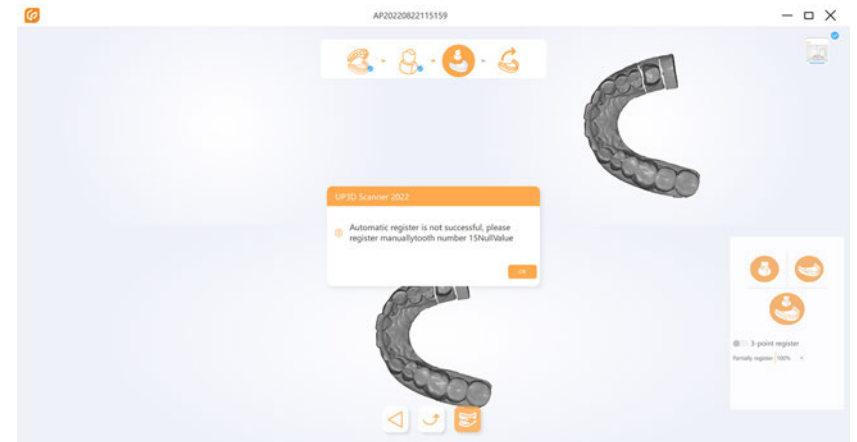 AP20220822115159
UP3D Scanner 2022
Automatic register is not successful, please
register manuallytooth number 15NullValue
OK
3-point register
Partially register 100%